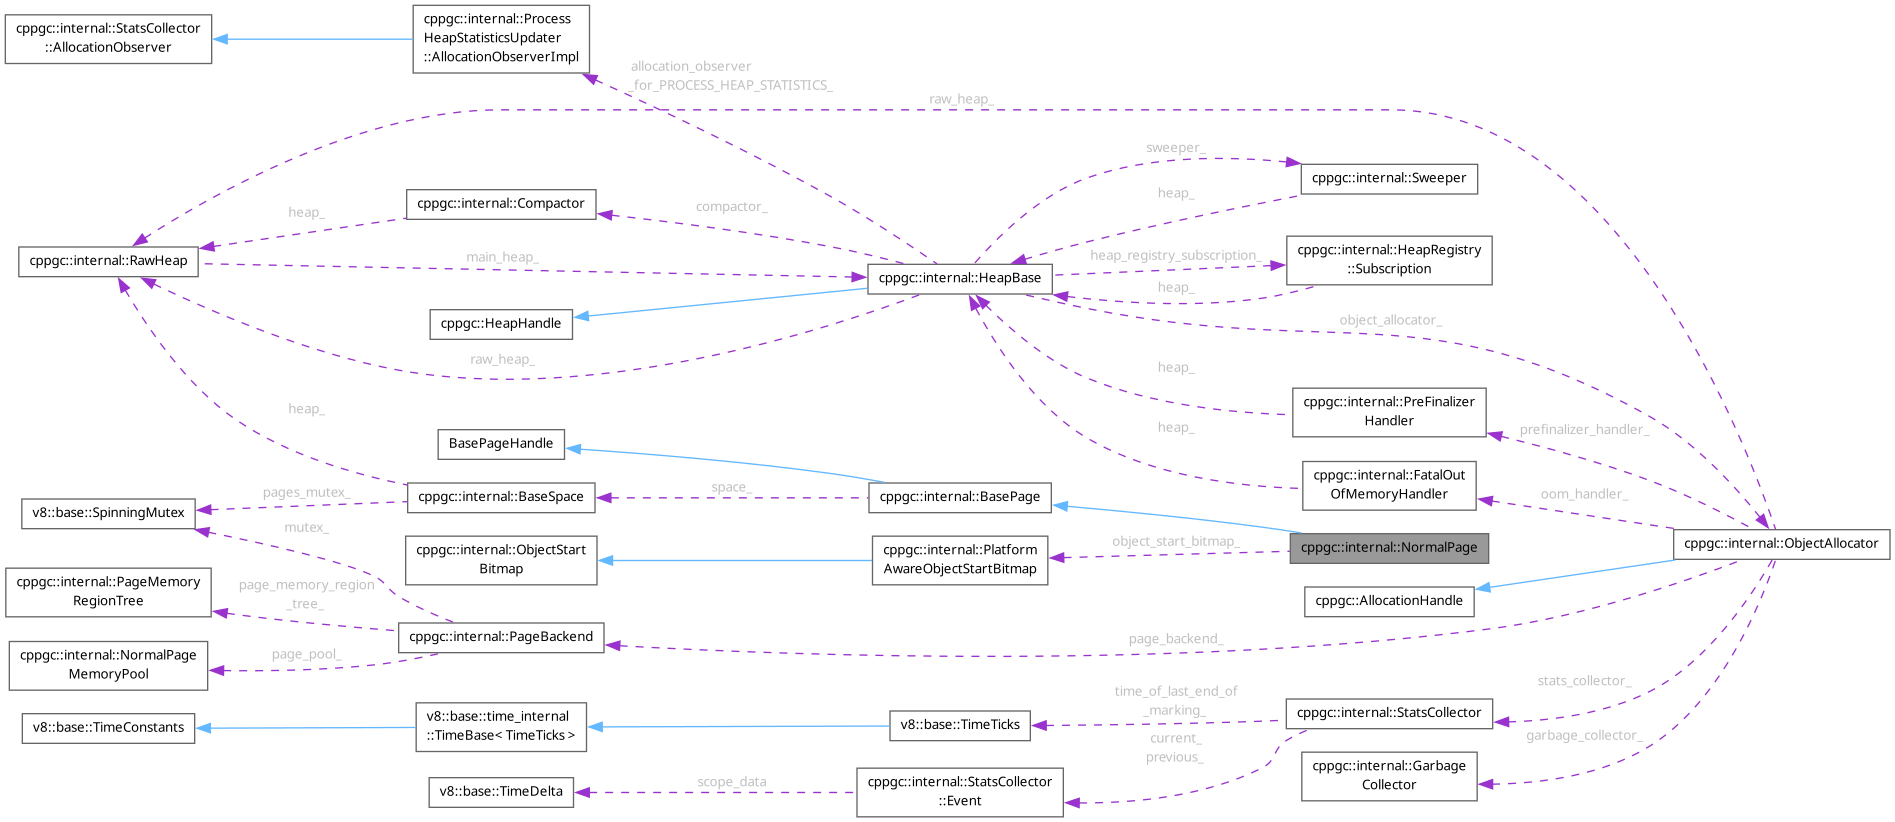 cppgc::internal::StatsCollector
::AllocationObserver
cppgc::internal::Process
HeapStatisticsUpdater
::AllocationObserverImpl
allocation_observer
_for_PROCESS_HEAP_STATISTICS_
raw_heap_
sweeper_
cppgc::internal::Sweeper
heap_
cppgc::internal::Compactor
compactor_
heap_
cppgc::internal::RawHeap
main_heap_
cppgc::internal::HeapBase
heap_registry_subscription_
cppgc::internal::HeapRegistry
::Subscription
heap_
cppgc::HeapHandle
object_allocator_
raw_heap_
heap_
cppgc::internal::PreFinalizer
Handler
heap_
BasePageHandle
heap_
prefinalizer_handler_
cppgc::internal::FatalOut
OfMemoryHandler
oom_handler_
pages_mutex_
cppgc::internal::BaseSpace
space_
cppgc::internal::BasePage
v8::base::SpinningMutex
mutex_
cppgc::internal::ObjectStart
Bitmap
cppgc::internal::Platform
AwareObjectStartBitmap
object_start_bitmap_
cppgc::internal::NormalPage
cppgc::internal::ObjectAllocator
cppgc::internal::PageMemory
RegionTree
page_memory_region
_tree_
cppgc::AllocationHandle
cppgc::internal::PageBackend
page_backend_
cppgc::internal::NormalPage
MemoryPool
page_pool_
stats_collector_
time_of_last_end_of
_marking_
cppgc::internal::StatsCollector
v8::base::TimeConstants
v8::base::time_internal
::TimeBase< TimeTicks >
v8::base::TimeTicks
current_
previous_
garbage_collector_
cppgc::internal::Garbage
Collector
v8::base::TimeDelta
scope_data
cppgc::internal::StatsCollector
::Event